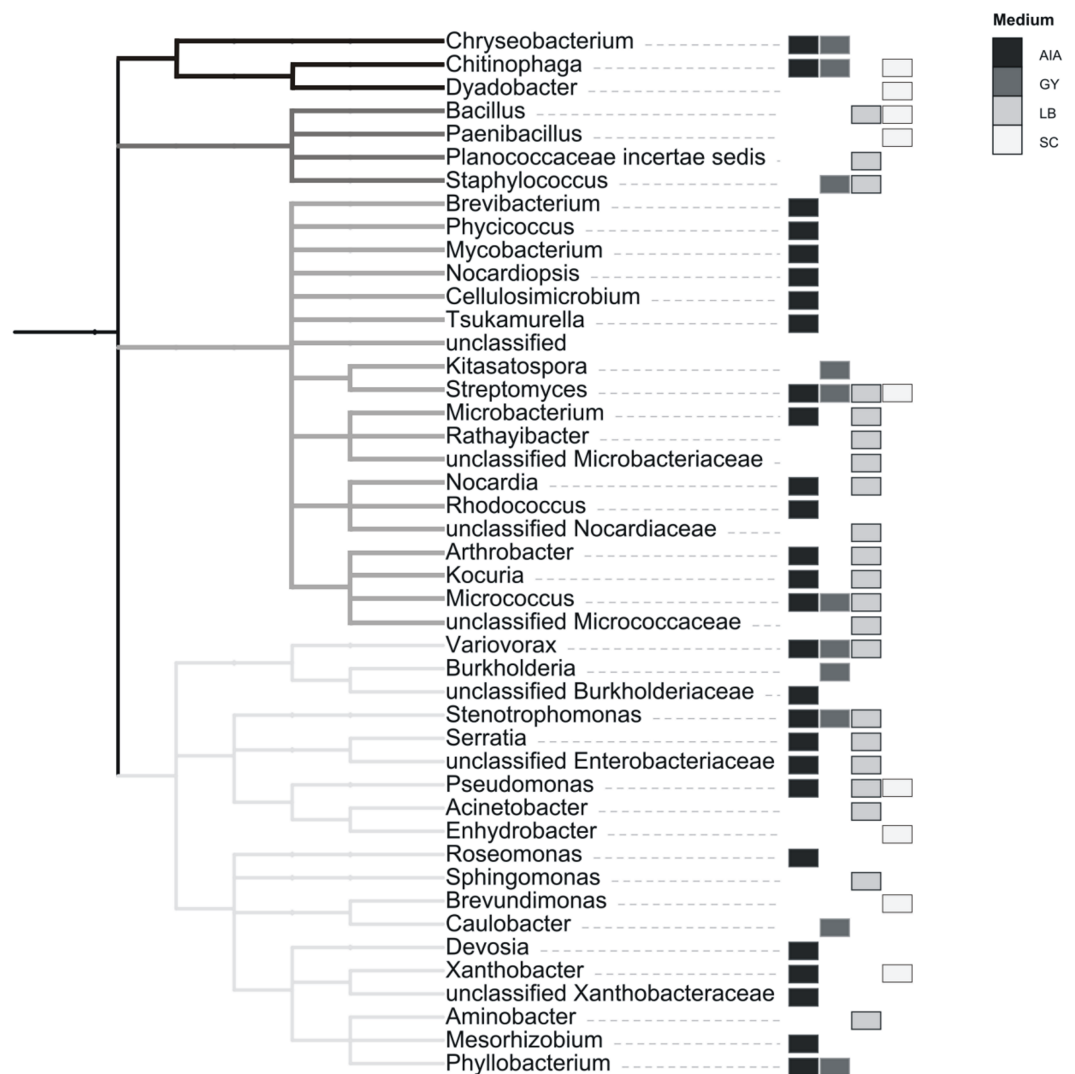 Medium
AIA
GY
LB
SC
Chryseobacterium
Chitinophaga
Dyadobacter
Bacillus
Paenibacillus
Planococcaceae incertae sedis
Staphylococcus
Brevibacterium
Phycicoccus
Mycobacterium
Nocardiopsis
Cellulosimicrobium
Tsukamurella
unclassified
Kitasatospora
Streptomyces
Microbacterium
Rathayibacter
unclassified Microbacteriaceae
Nocardia
Rhodococcus
unclassified Nocardiaceae
Arthrobacter
Kocuria
Micrococcus
unclassified Micrococcaceae
Variovorax
Burkholderia
unclassified Burkholderiaceae
Stenotrophomonas
Serratia
unclassified Enterobacteriaceae
Pseudomonas
Acinetobacter
Enhydrobacter
Roseomonas
Sphingomonas
Brevundimonas
Caulobacter
Devosia
Xanthobacter
unclassified Xanthobacteraceae
Aminobacter
Mesorhizobium
Phyllobacterium